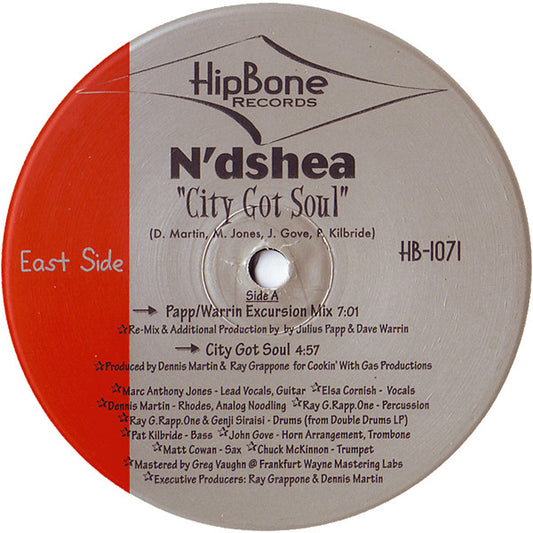 HipBone
RECORDS
N'dshea
"City Got Soul"
(D. Martin, M. Jones, J. Gove, P. Kilbride)
East Side
HB-1071
Side A
→ Papp/Warrin Excursion Mix 7:01
☆Re-Mix & Additional Production by by Julius Papp & Dave Warrin
→ City Got Soul 4:57
☆Produced by Dennis Martin & Ray Grappone for Cookin' With Gas Productions
☆Marc Anthony Jones - Lead Vocals, Guitar ☆Elsa Cornish - Vocals
☆Dennis Martin - Rhodes, Analog Noodling ☆Ray G.Rapp.One - Percussion
☆Ray G.Rapp.One & Genji Siraisi - Drums (from Double Drums LP)
☆Pat Kilbride - Bass ☆John Gove - Horn Arrangement, Trombone
☆Matt Cowan - Sax ☆Chuck McKinnon - Trumpet
☆Mastered by Greg Vaughn @ Frankfurt Wayne Mastering Labs
☆Executive Producers: Ray Grappone & Dennis Martin